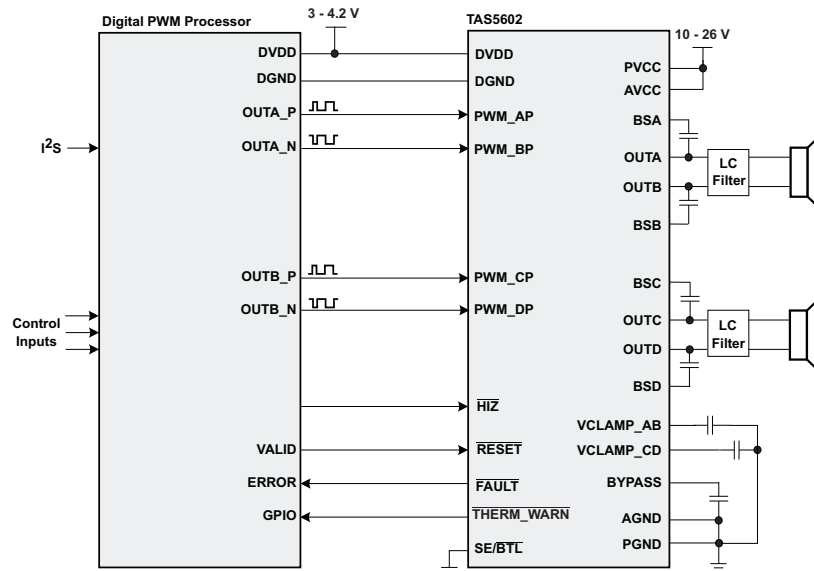 Digital PWM Processor
3 - 4.2 V
TAS5602
10 - 26 V
DVDD
DVDD
PVCC
DGND
DGND
AVCC
OUTA_P
PWM_AP
BSA
I²S
OUTA_N
PWM_BP
OUTA
LC
Filter
OUTB
BSB
OUTB_P
PWM_CP
BSC
OUTB_N
PWM_DP
OUTC
LC
Filter
Control
Inputs
OUTD
BSD
HIZ
VCLAMP_AB
VALID
RESET
VCLAMP_CD
ERROR
FAULT
BYPASS
GPIO
THERM_WARN
AGND
SE/BTL
PGND